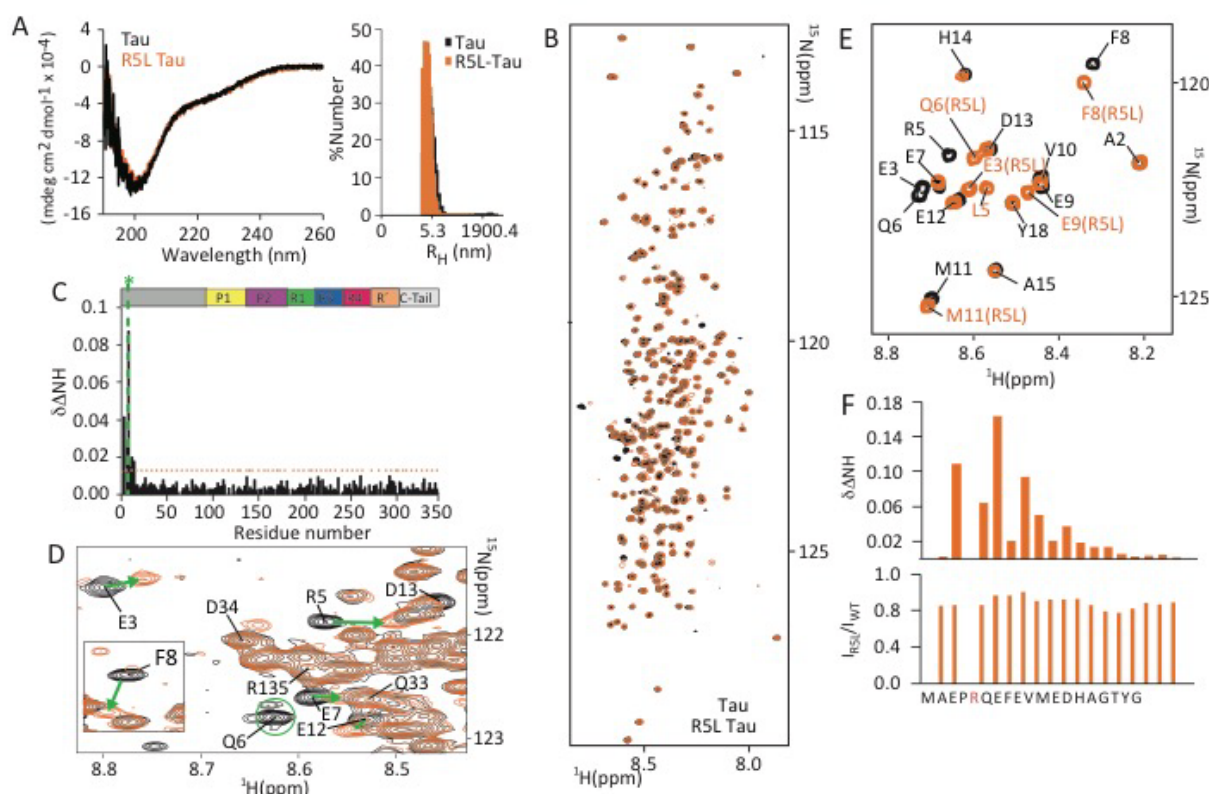 A
Tau
R5L Tau
(mdeg cm2 dmol-1 x 10-4)
0
-4
-8
-12
-16
200 220 240 260
Wavelength (nm)
50
40
30
20
10
0
%Number
Tau
R5L-Tau
5.3 1900.4
RH (nm)
B
15N(ppm)
115
120
125
Tau
R5L Tau
1H(ppm)
8.5 8.0
C
*
P1 P2 R1 R4 R' C-Tail
0.1
0.08
0.06
0.04
0.02
0.00
δΔNH
0 50 100 150 200 250 300 350
Residue number
D
15N(ppm)
E3
D34
R5
D13
F8
R135
Q33
E7
Q6
E12
122
123
8.8 8.7 8.6 8.5
1H(ppm)
E
H14
F8
Q6(R5L)
D13
F8(R5L)
R5
V10
A2
E7
E3(R5L)
E3
L5
E9
Q6
E12
Y18
E9(R5L)
M11
A15
M11(R5L)
120
125
15N(ppm)
8.8 8.6 8.4 8.2
1H(ppm)
F
0.18
0.14
0.10
0.06
0.02
δΔNH
1.0
0.8
0.4
0.0
IR5L/IWT
MAEPRQEFEVMEDHAGTYG